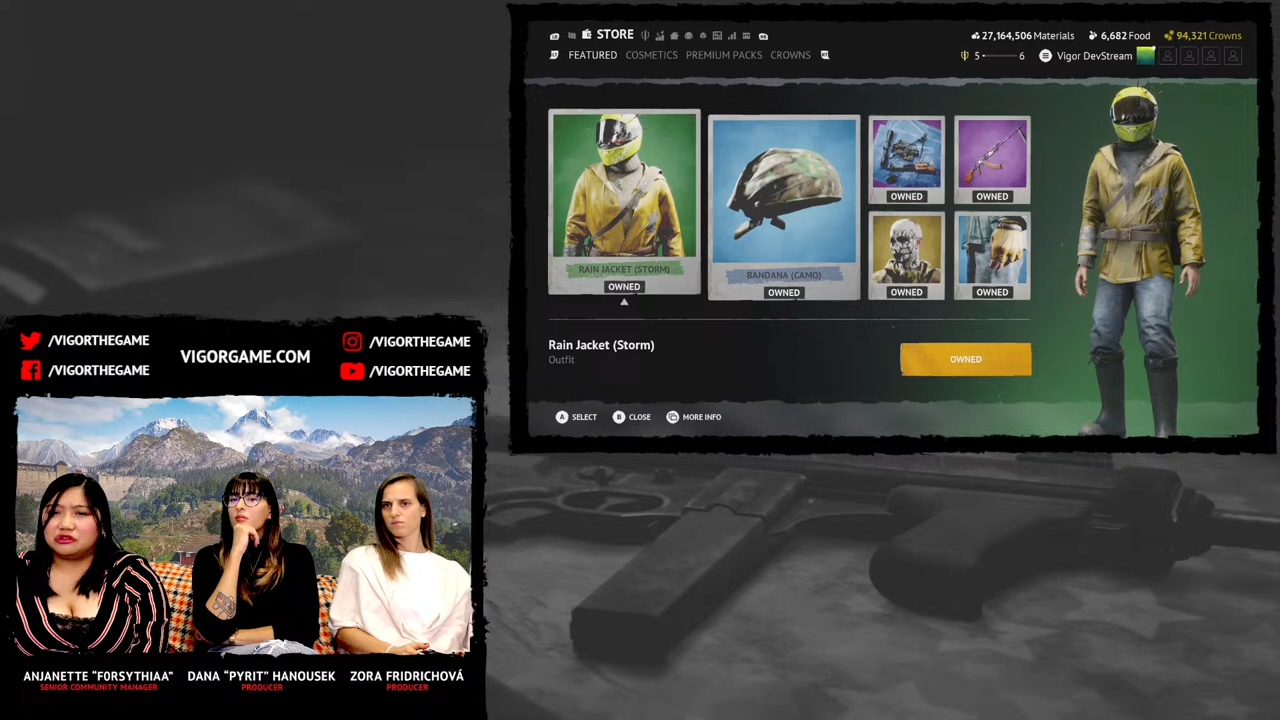 STORE
27,164,506 Materials
6,682 Food
94,321 Crowns
FEATURED
COSMETICS
PREMIUM PACKS
CROWNS
5
6
Vigor DevStream
RAIN JACKET (STORM)
OWNED
BANDANA (CAMO)
OWNED
OWNED
OWNED
OWNED
OWNED
Rain Jacket (Storm)
Outfit
OWNED
A SELECT
B CLOSE
MORE INFO
/VIGORTHEGAME
/VIGORTHEGAME
VIGORGAME.COM
/VIGORTHEGAME
/VIGORTHEGAME
ANJANETTE “FORSYTHIAA”
SENIOR COMMUNITY MANAGER
DANA “PYRIT” HANOUSEK
PRODUCER
ZORA FRIDRICHOVÁ
PRODUCER